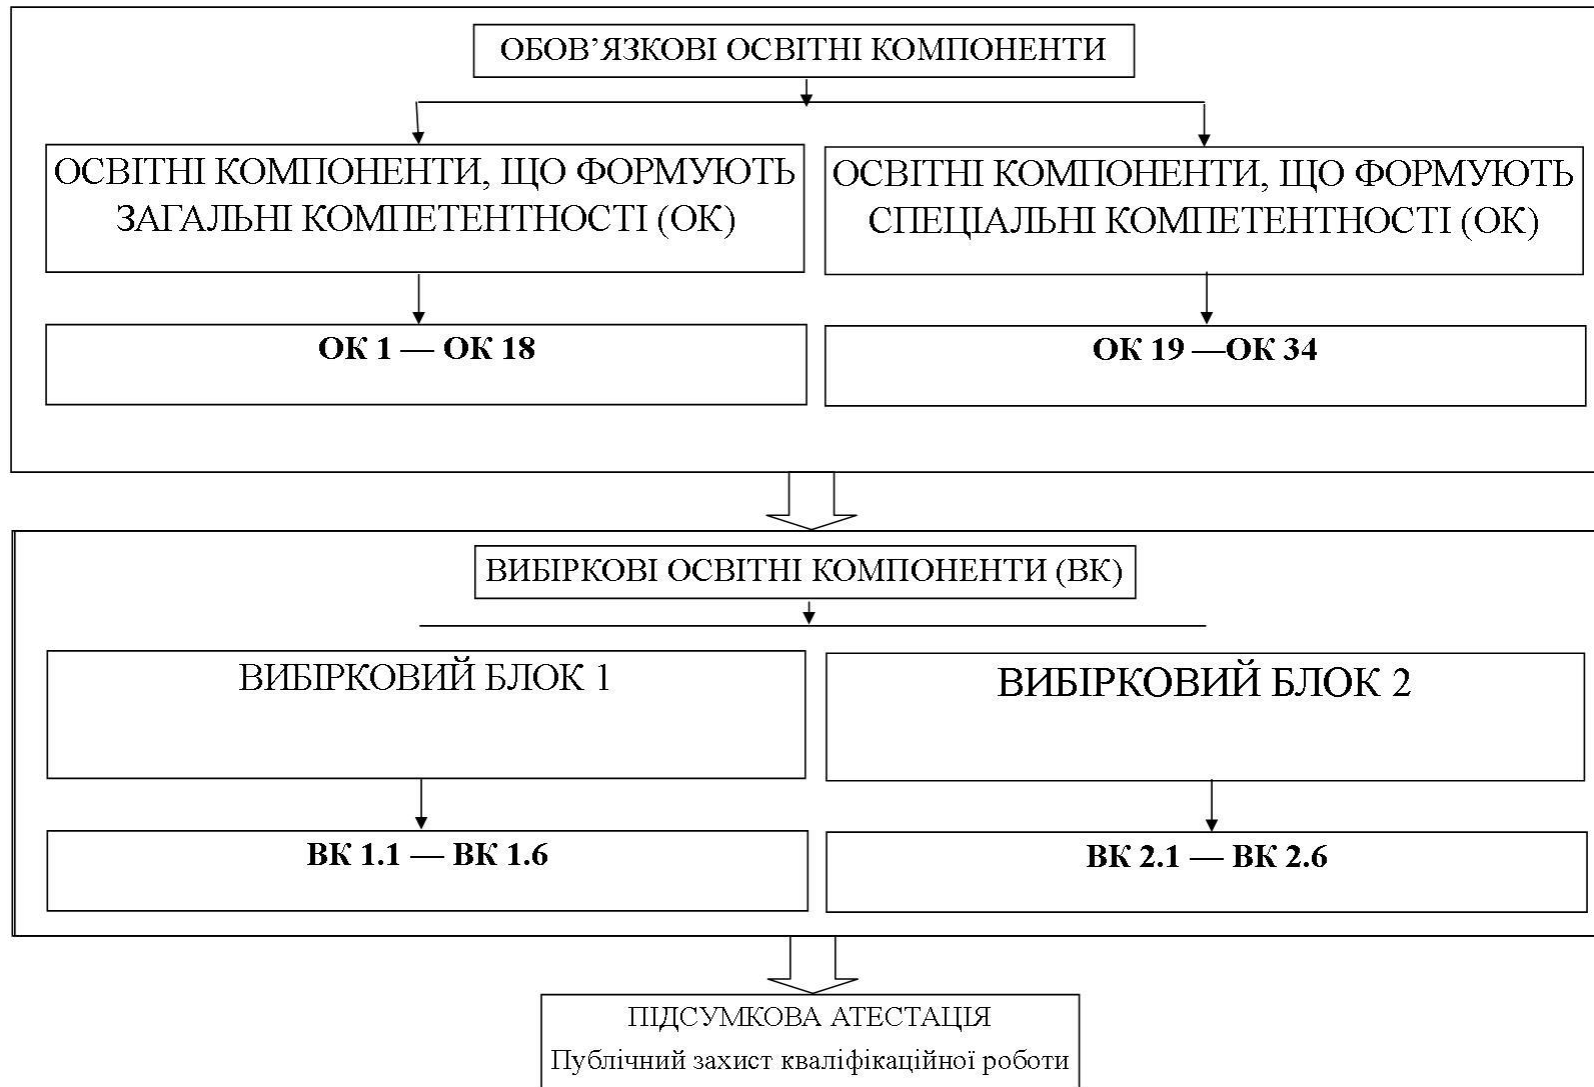 ОБОВ’ЯЗКОВІ ОСВІТНІ КОМПОНЕНТИ
ОСВІТНІ КОМПОНЕНТИ, ЩО ФОРМУЮТЬ
ЗАГАЛЬНІ КОМПЕТЕНТНОСТІ (ОК)
ОСВІТНІ КОМПОНЕНТИ, ЩО ФОРМУЮТЬ
СПЕЦІАЛЬНІ КОМПЕТЕНТНОСТІ (ОК)
ОК 1 — ОК 18
ОК 19 —ОК 34
ВИБІРКОВІ ОСВІТНІ КОМПОНЕНТИ (ВК)
ВИБІРКОВИЙ БЛОК 1
ВИБІРКОВИЙ БЛОК 2
ВК 1.1 — ВК 1.6
ВК 2.1 — ВК 2.6
ПІДСУМКОВА АТЕСТАЦІЯ
Публічний захист кваліфікаційної роботи